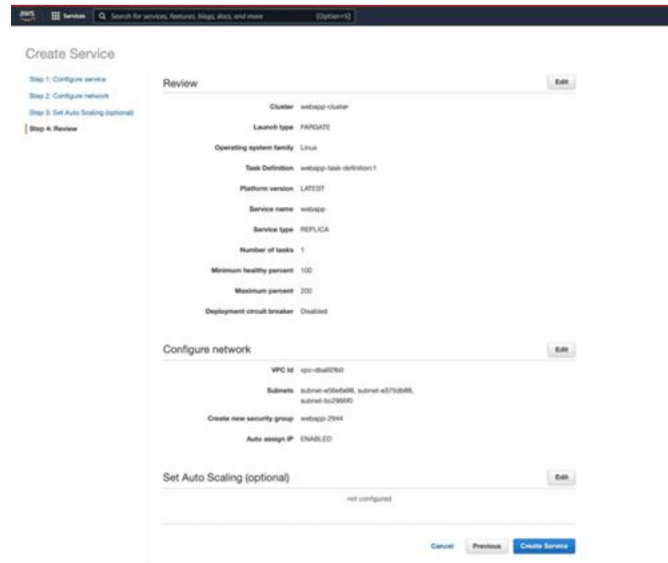 aws Services Search for services, features, blogs, docs, and more [Option+S]
Create Service
Step 1: Configure service
Step 2: Configure network
Step 3: Set Auto Scaling (optional)
Step 4: Review
Review Edit
Cluster webapp-cluster
Launch type FARGATE
Operating system family Linux
Task Definition webapp-task-definition:1
Platform version LATEST
Service name webapp
Service type REPLICA
Number of tasks 1
Minimum healthy percent 100
Maximum percent 200
Deployment circuit breaker Disabled
Configure network Edit
VPC Id
Subnets
Create new security group webapp-2944
Auto assign IP ENABLED
Set Auto Scaling (optional) Edit
not configured
Cancel Previous Create Service